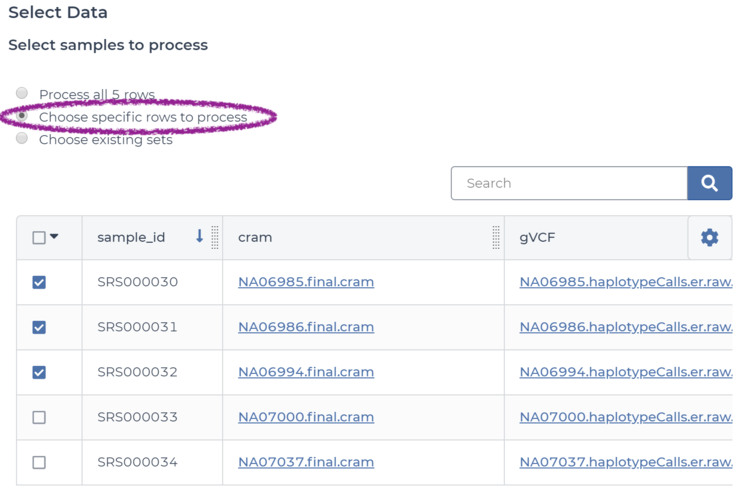 Select Data
Select samples to process
Process all 5 rows
Choose specific rows to process
Choose existing sets
Search
sample_id cram gVCF
SRS000030 NA06985.final.cram NA06985.haplotypeCalls.er.raw.
SRS000031 NA06986.final.cram NA06986.haplotypeCalls.er.raw.
SRS000032 NA06994.final.cram NA06994.haplotypeCalls.er.raw.
SRS000033 NA07000.final.cram NA07000.haplotypeCalls.er.raw.
SRS000034 NA07037.final.cram NA07037.haplotypeCalls.er.raw.